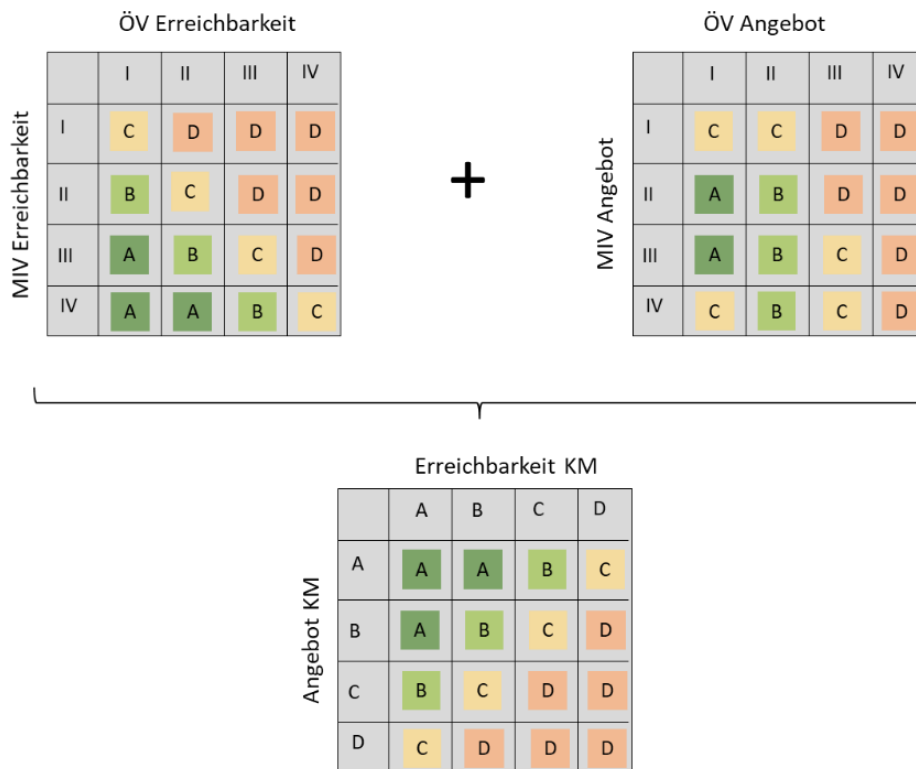 ÖV Erreichbarkeit
I II III IV
MIV Erreichbarkeit
I C D D D
II B C D D
III A B C D
IV A A B C
+
ÖV Angebot
I II III IV
MIV Angebot
I C C D D
II A B D D
III A B C D
IV C B C D
Erreichbarkeit KM
A B C D
Angebot KM
A A A B C
B A B C D
C B C D D
D C D D D